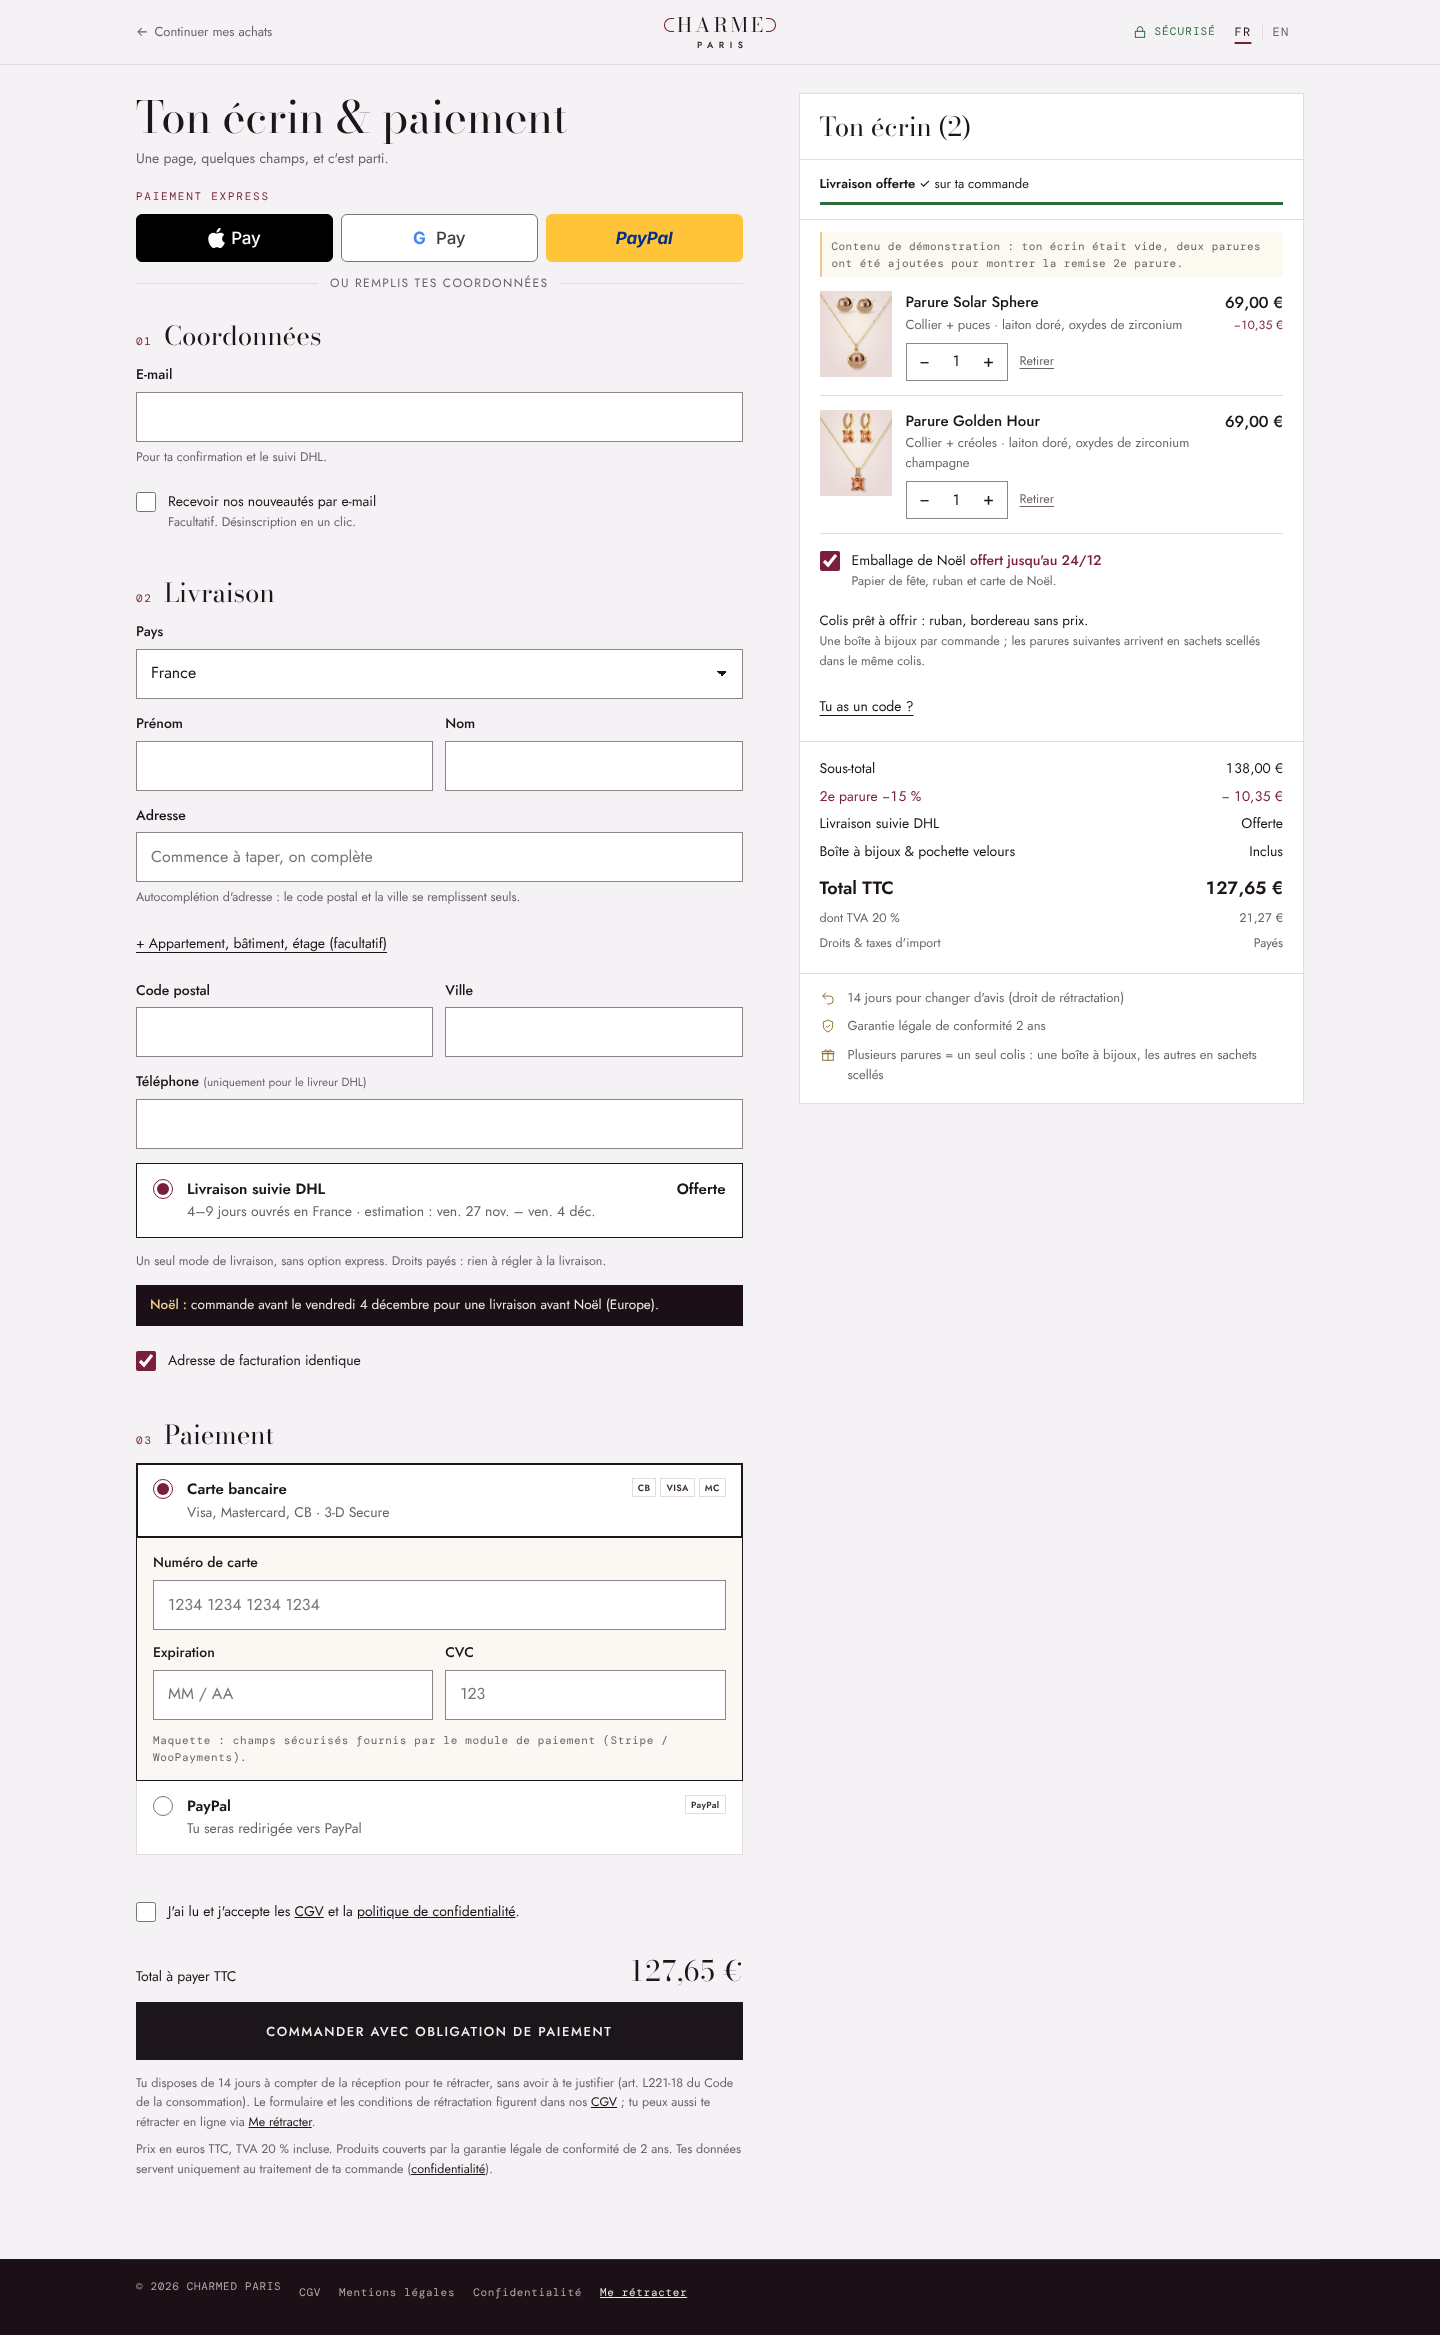 ← Continuer mes achats
CHARMED
PARIS
SÉCURISÉ
FR
EN
Ton écrin & paiement
Une page, quelques champs, et c'est parti.
PAIEMENT EXPRESS
Pay
G Pay
PayPal
OU REMPLIS TES COORDONNÉES
01 Coordonnées
E-mail
Pour ta confirmation et le suivi DHL.
Recevoir nos nouveautés par e-mail
Facultatif. Désinscription en un clic.
02 Livraison
Pays
France
Prénom
Nom
Adresse
Commence à taper, on complète
Autocomplétion d'adresse : le code postal et la ville se remplissent seuls.
+ Appartement, bâtiment, étage (facultatif)
Code postal
Ville
Téléphone (uniquement pour le livreur DHL)
Livraison suivie DHL
Offerte
4–9 jours ouvrés en France · estimation : ven. 27 nov. – ven. 4 déc.
Un seul mode de livraison, sans option express. Droits payés : rien à régler à la livraison.
Noël : commande avant le vendredi 4 décembre pour une livraison avant Noël (Europe).
Adresse de facturation identique
03 Paiement
Carte bancaire
CB VISA MC
Visa, Mastercard, CB · 3-D Secure
Numéro de carte
1234 1234 1234 1234
Expiration
CVC
MM / AA
123
Maquette : champs sécurisés fournis par le module de paiement (Stripe /
WooPayments).
PayPal
PayPal
Tu seras redirigée vers PayPal
J'ai lu et j'accepte les CGV et la politique de confidentialité.
Total à payer TTC
127,65 €
COMMANDER AVEC OBLIGATION DE PAIEMENT
Tu disposes de 14 jours à compter de la réception pour te rétracter, sans avoir à te justifier (art. L221-18 du Code
de la consommation). Le formulaire et les conditions de rétractation figurent dans nos CGV ; tu peux aussi te
rétracter en ligne via Me rétracter.
Prix en euros TTC, TVA 20 % incluse. Produits couverts par la garantie légale de conformité de 2 ans. Tes données
servent uniquement au traitement de ta commande (confidentialité).
Ton écrin (2)
Livraison offerte ✓ sur ta commande
Contenu de démonstration : ton écrin était vide, deux parures
ont été ajoutées pour montrer la remise 2e parure.
Parure Solar Sphere
69,00 €
Collier + puces · laiton doré, oxydes de zirconium
−10,35 €
− 1 +
Retirer
Parure Golden Hour
69,00 €
Collier + créoles · laiton doré, oxydes de zirconium
champagne
− 1 +
Retirer
Emballage de Noël offert jusqu'au 24/12
Papier de fête, ruban et carte de Noël.
Colis prêt à offrir : ruban, bordereau sans prix.
Une boîte à bijoux par commande ; les parures suivantes arrivent en sachets scellés
dans le même colis.
Tu as un code ?
Sous-total
138,00 €
2e parure −15 %
− 10,35 €
Livraison suivie DHL
Offerte
Boîte à bijoux & pochette velours
Inclus
Total TTC
127,65 €
dont TVA 20 %
21,27 €
Droits & taxes d'import
Payés
14 jours pour changer d'avis (droit de rétractation)
Garantie légale de conformité 2 ans
Plusieurs parures = un seul colis : une boîte à bijoux, les autres en sachets
scellés
© 2026 CHARMED PARIS
CGV
Mentions légales
Confidentialité
Me rétracter